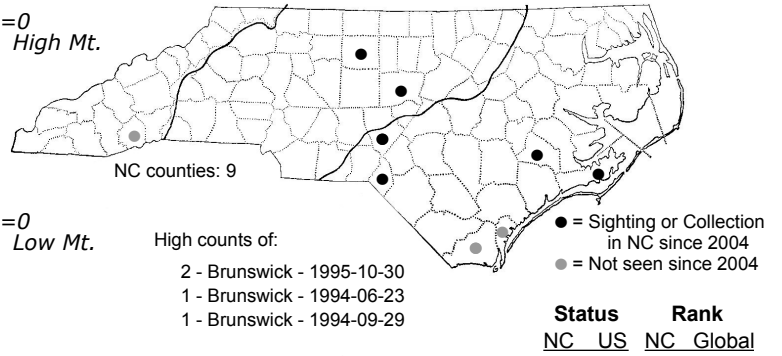 =0
High Mt.
NC counties: 9
=0
Low Mt.
High counts of:
2 - Brunswick - 1995-10-30
1 - Brunswick - 1994-06-23
1 - Brunswick - 1994-09-29
= Sighting or Collection
in NC since 2004
= Not seen since 2004
Status Rank
NC US NC Global